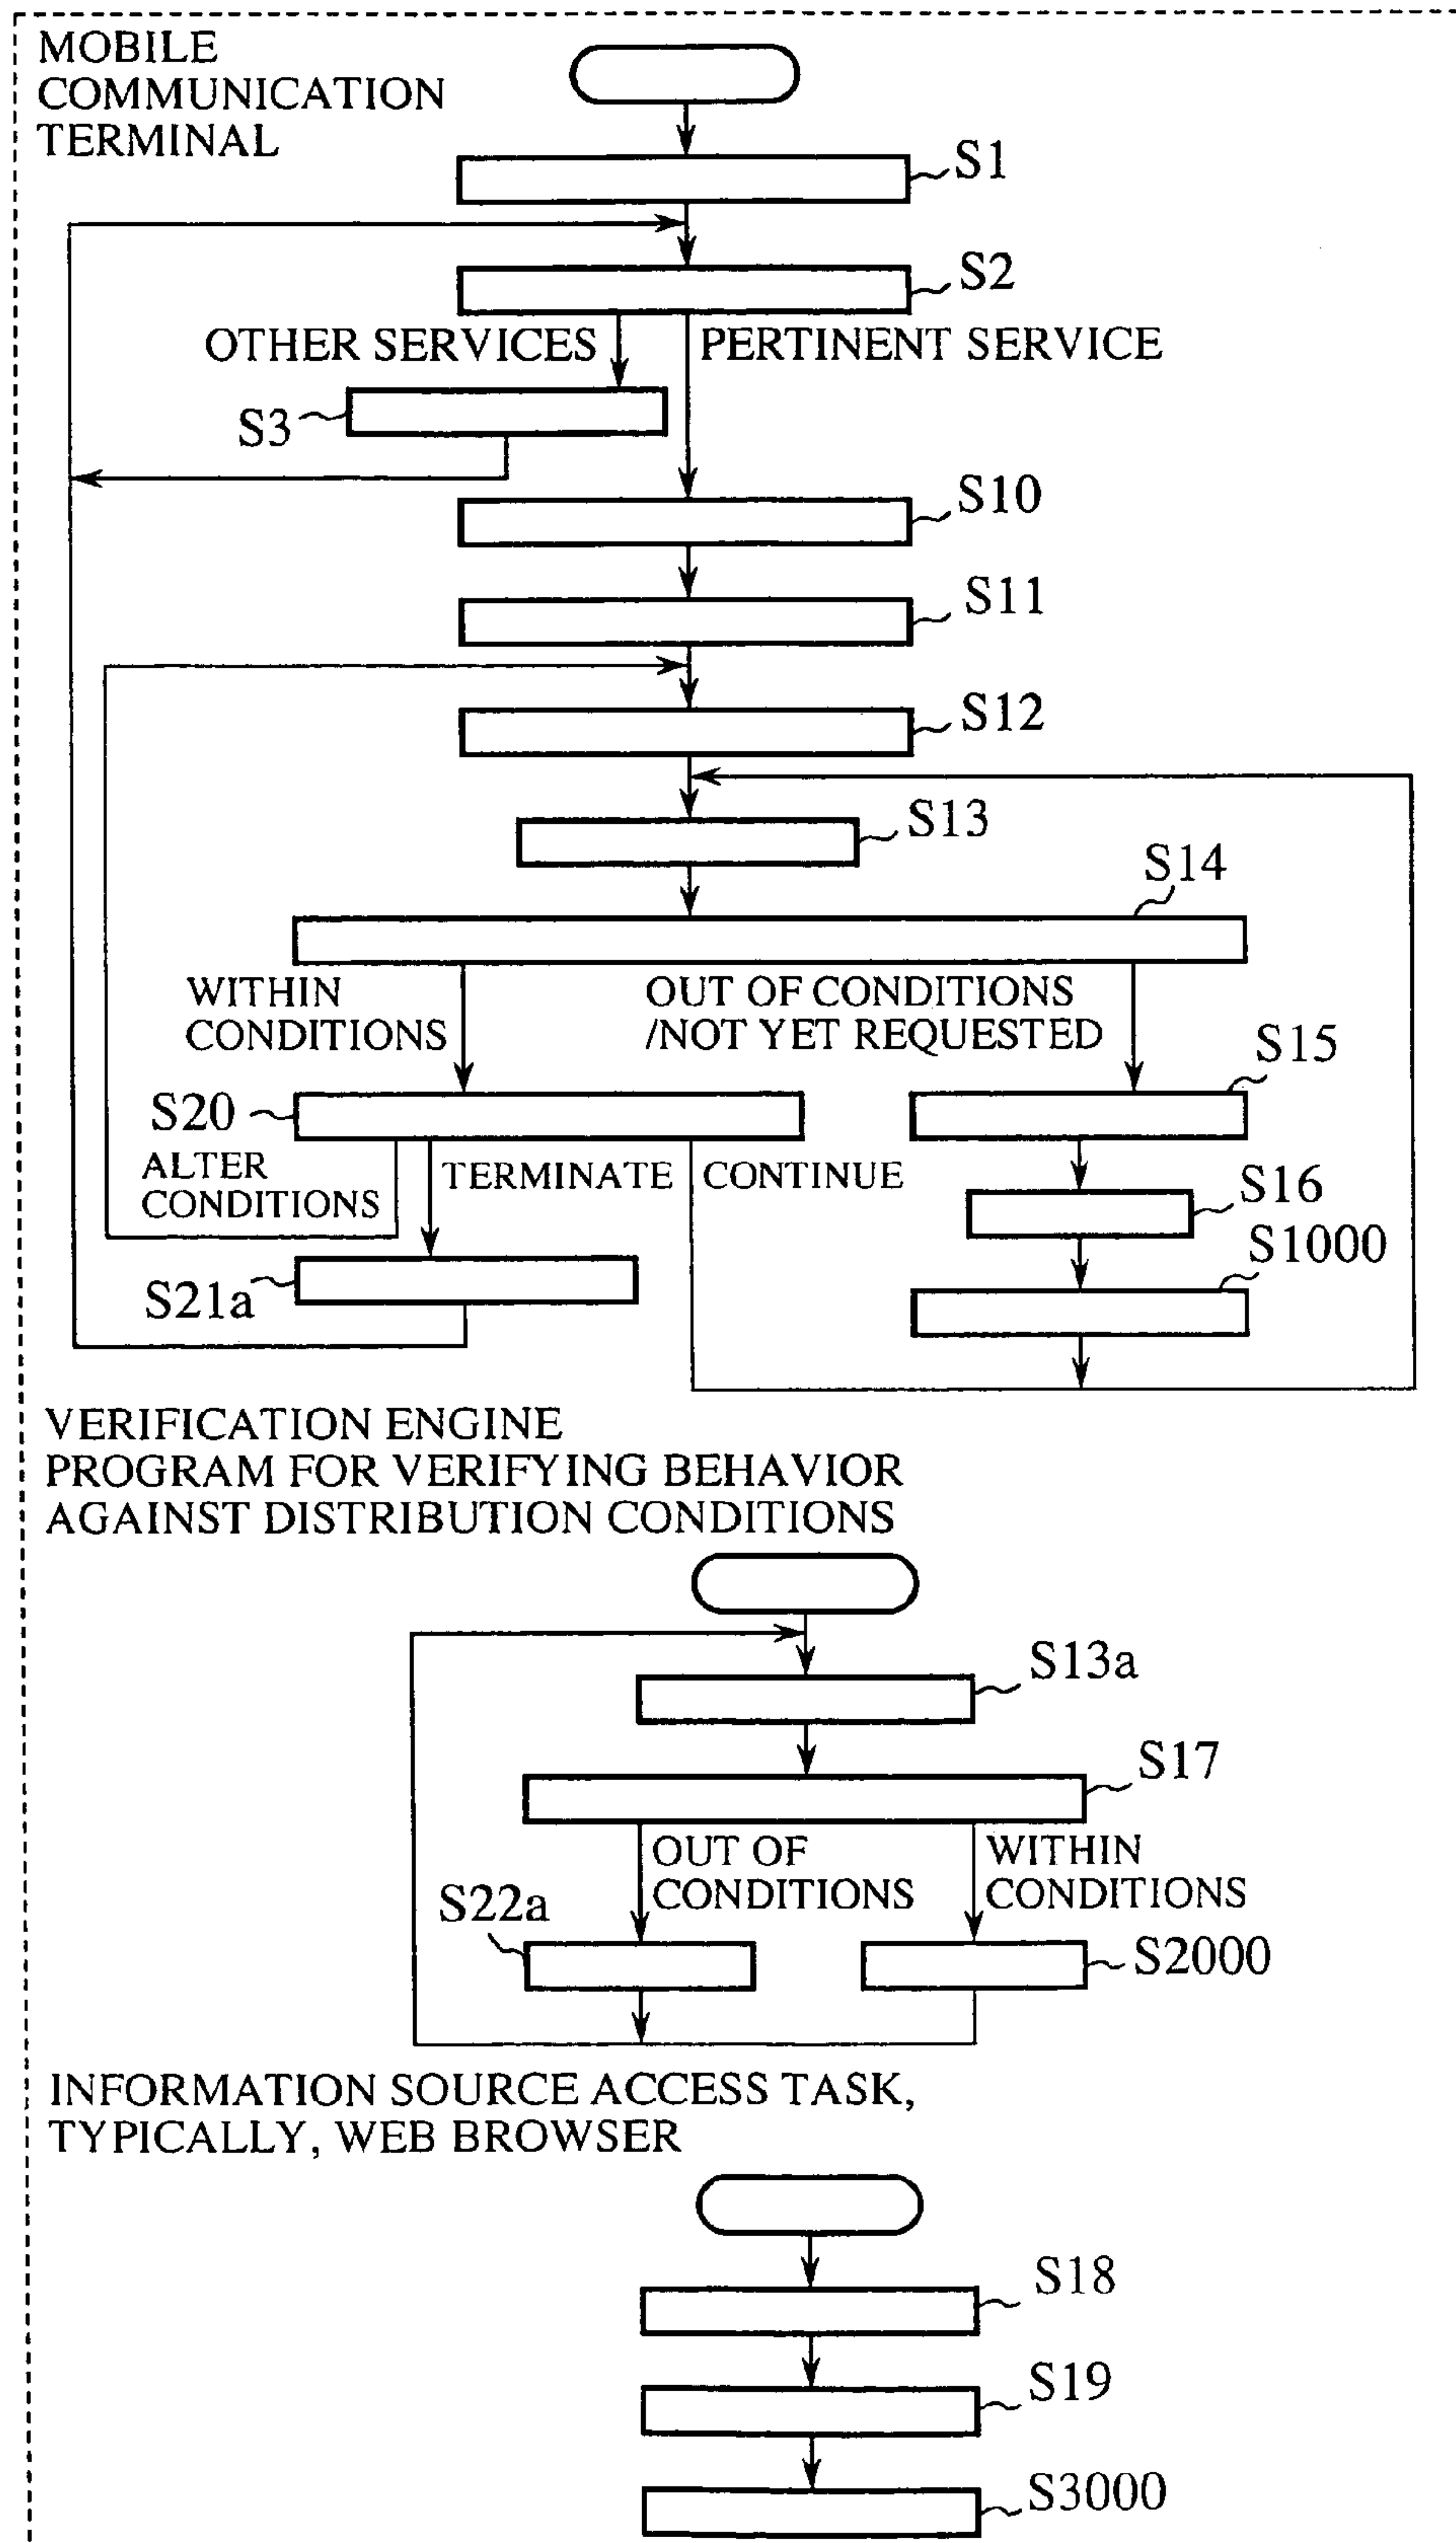 MOBILE
COMMUNICATION
TERMINAL
S1
S2
OTHER SERVICES
PERTINENT SERVICE
S3
S10
S11
S12
S13
S14
WITHIN
CONDITIONS
OUT OF CONDITIONS
/NOT YET REQUESTED
S15
S20
ALTER
CONDITIONS
TERMINATE
CONTINUE
S16
S1000
S21a
VERIFICATION ENGINE
PROGRAM FOR VERIFYING BEHAVIOR
AGAINST DISTRIBUTION CONDITIONS
S13a
S17
OUT OF
CONDITIONS
WITHIN
CONDITIONS
S22a
S2000
INFORMATION SOURCE ACCESS TASK,
TYPICALLY, WEB BROWSER
S18
S19
S3000